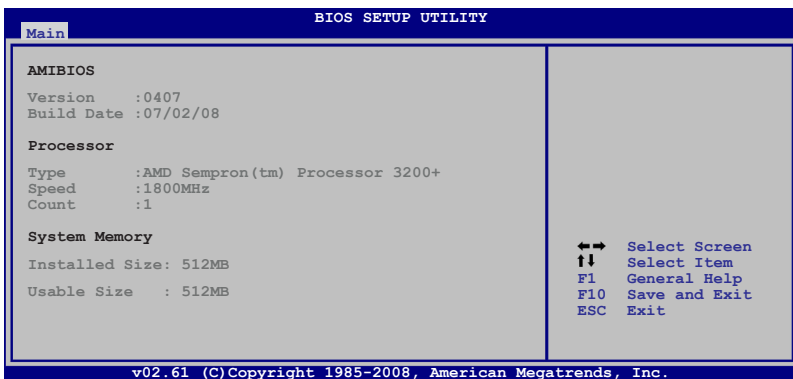 BIOS SETUP UTILITY
Main
AMIBIOS
Version :0407
Build Date :07/02/08
Processor
Type :AMD Sempron(tm) Processor 3200+
Speed :1800MHz
Count :1
System Memory
Installed Size: 512MB
Usable Size : 512MB
←→ Select Screen
↑↓ Select Item
F1 General Help
F10 Save and Exit
ESC Exit
v02.61 (C)Copyright 1985-2008, American Megatrends, Inc.